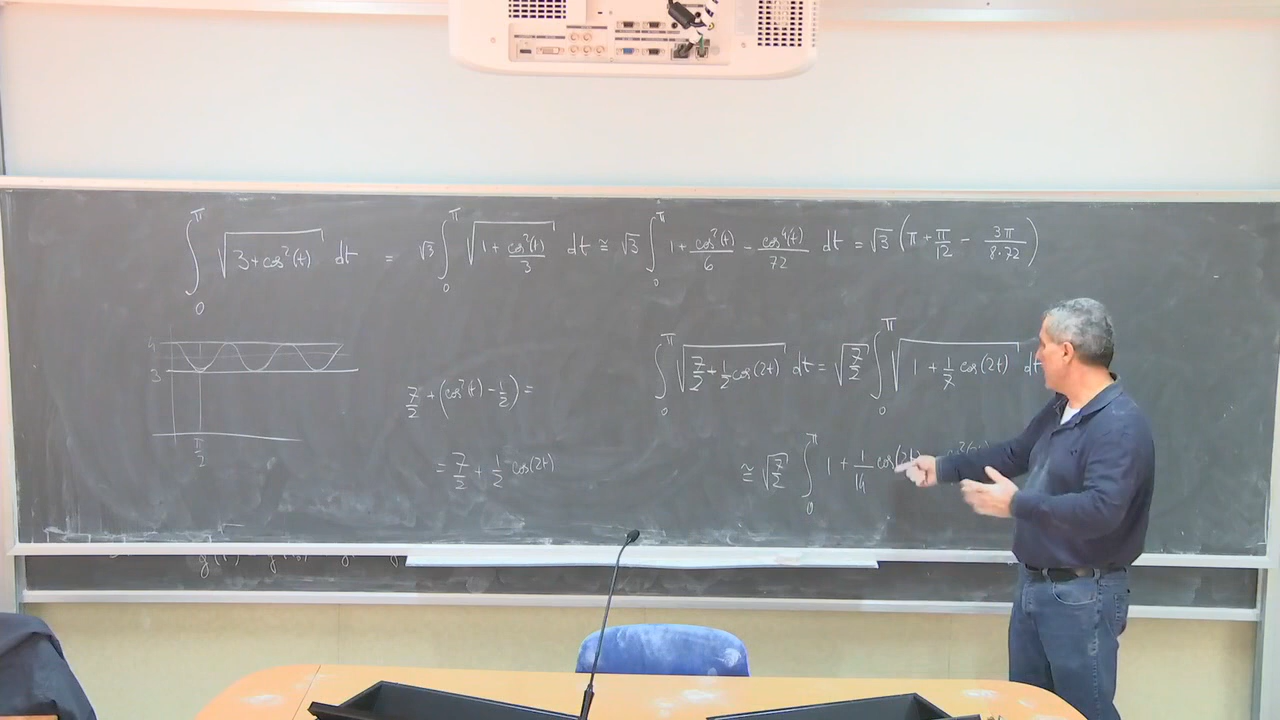 ∫₀^π √(3+cos²(t)) dt = √3 ∫₀^π √(1+cos²(t)/3) dt ≅ √3 ∫₀^π 1+cos²(t)/6 − cos⁴(t)/72 dt = √3 (π+π/12 − 3π/(8·72))
4
3
π/2
7/2 + (cos²(t) − 1/2) =
= 7/2 + 1/2 cos(2t)
∫₀^π √(7/2+1/2 cos(2t)) dt = √(7/2) ∫₀^π √(1+1/7 cos(2t)) dt
≅ √(7/2) ∫₀^π 1 + 1/14 cos(2t)